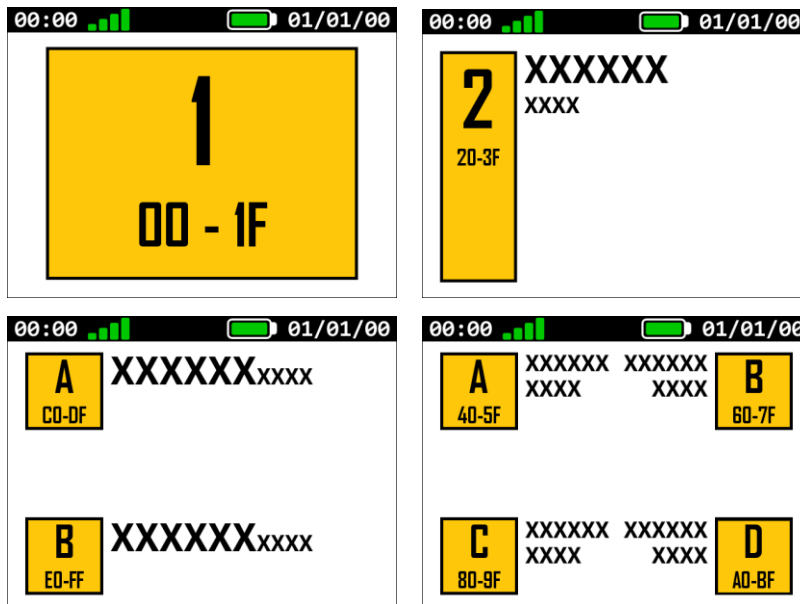 00:00 01/01/00
1
00 - 1F
00:00 01/01/00
2 XXXXXX
XXXX
20-3F
00:00 01/01/00
A XXXXXXXXXX
C0-DF
B XXXXXXXXXX
E0-FF
00:00 01/01/00
A XXXXXX XXXXXX B
XXXX XXXX
40-5F 60-7F
C XXXXXX XXXXXX D
XXXX XXXX
80-9F A0-BF